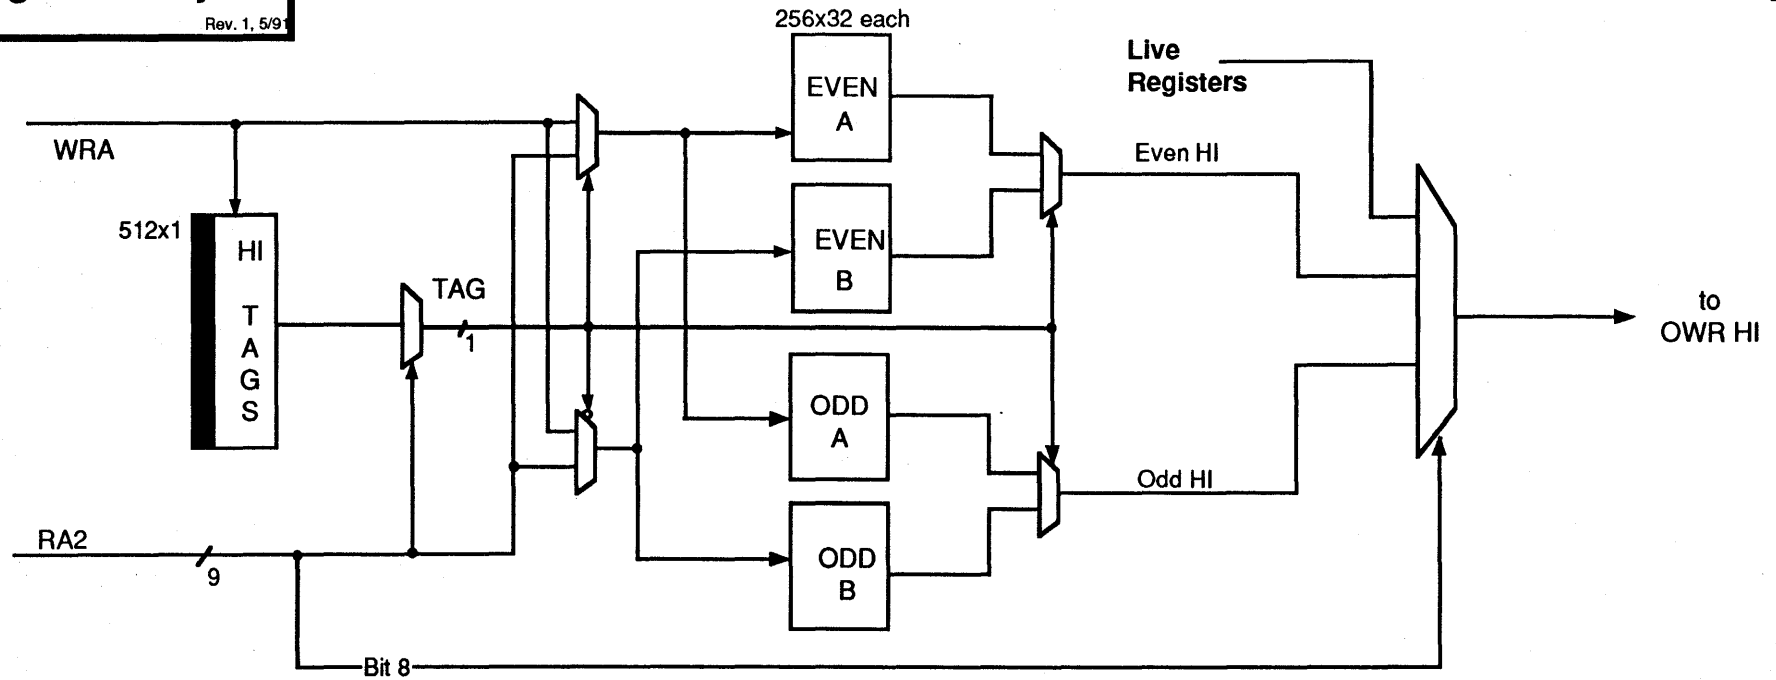 Rev. 1, 5/91
256x32 each
Live
Registers
EVEN
A
WRA
Even HI
512x1
HI
TAGS
EVEN
B
TAG
1
to
OWR HI
ODD
A
Odd HI
RA2
9
ODD
B
Bit 8